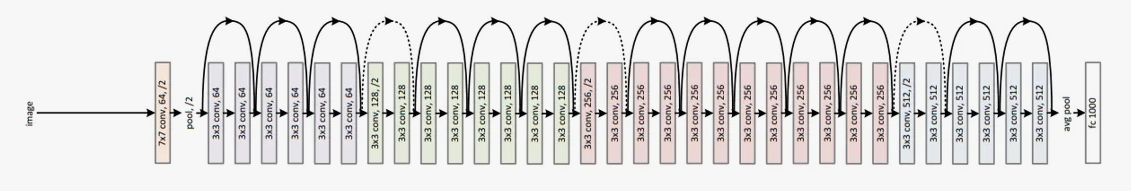 image
7x7 conv, 64, /2
pool, /2
3x3 conv, 64
3x3 conv, 64
3x3 conv, 64
3x3 conv, 64
3x3 conv, 64
3x3 conv, 64
3x3 conv, 128, /2
3x3 conv, 128
3x3 conv, 128
3x3 conv, 128
3x3 conv, 128
3x3 conv, 128
3x3 conv, 128
3x3 conv, 128
3x3 conv, 256, /2
3x3 conv, 256
3x3 conv, 256
3x3 conv, 256
3x3 conv, 256
3x3 conv, 256
3x3 conv, 256
3x3 conv, 256
3x3 conv, 256
3x3 conv, 256
3x3 conv, 256
3x3 conv, 256
3x3 conv, 512, /2
3x3 conv, 512
3x3 conv, 512
3x3 conv, 512
3x3 conv, 512
3x3 conv, 512
avg pool
fc 1000